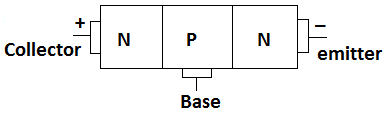 +
–
N P N
Collector
emitter
Base